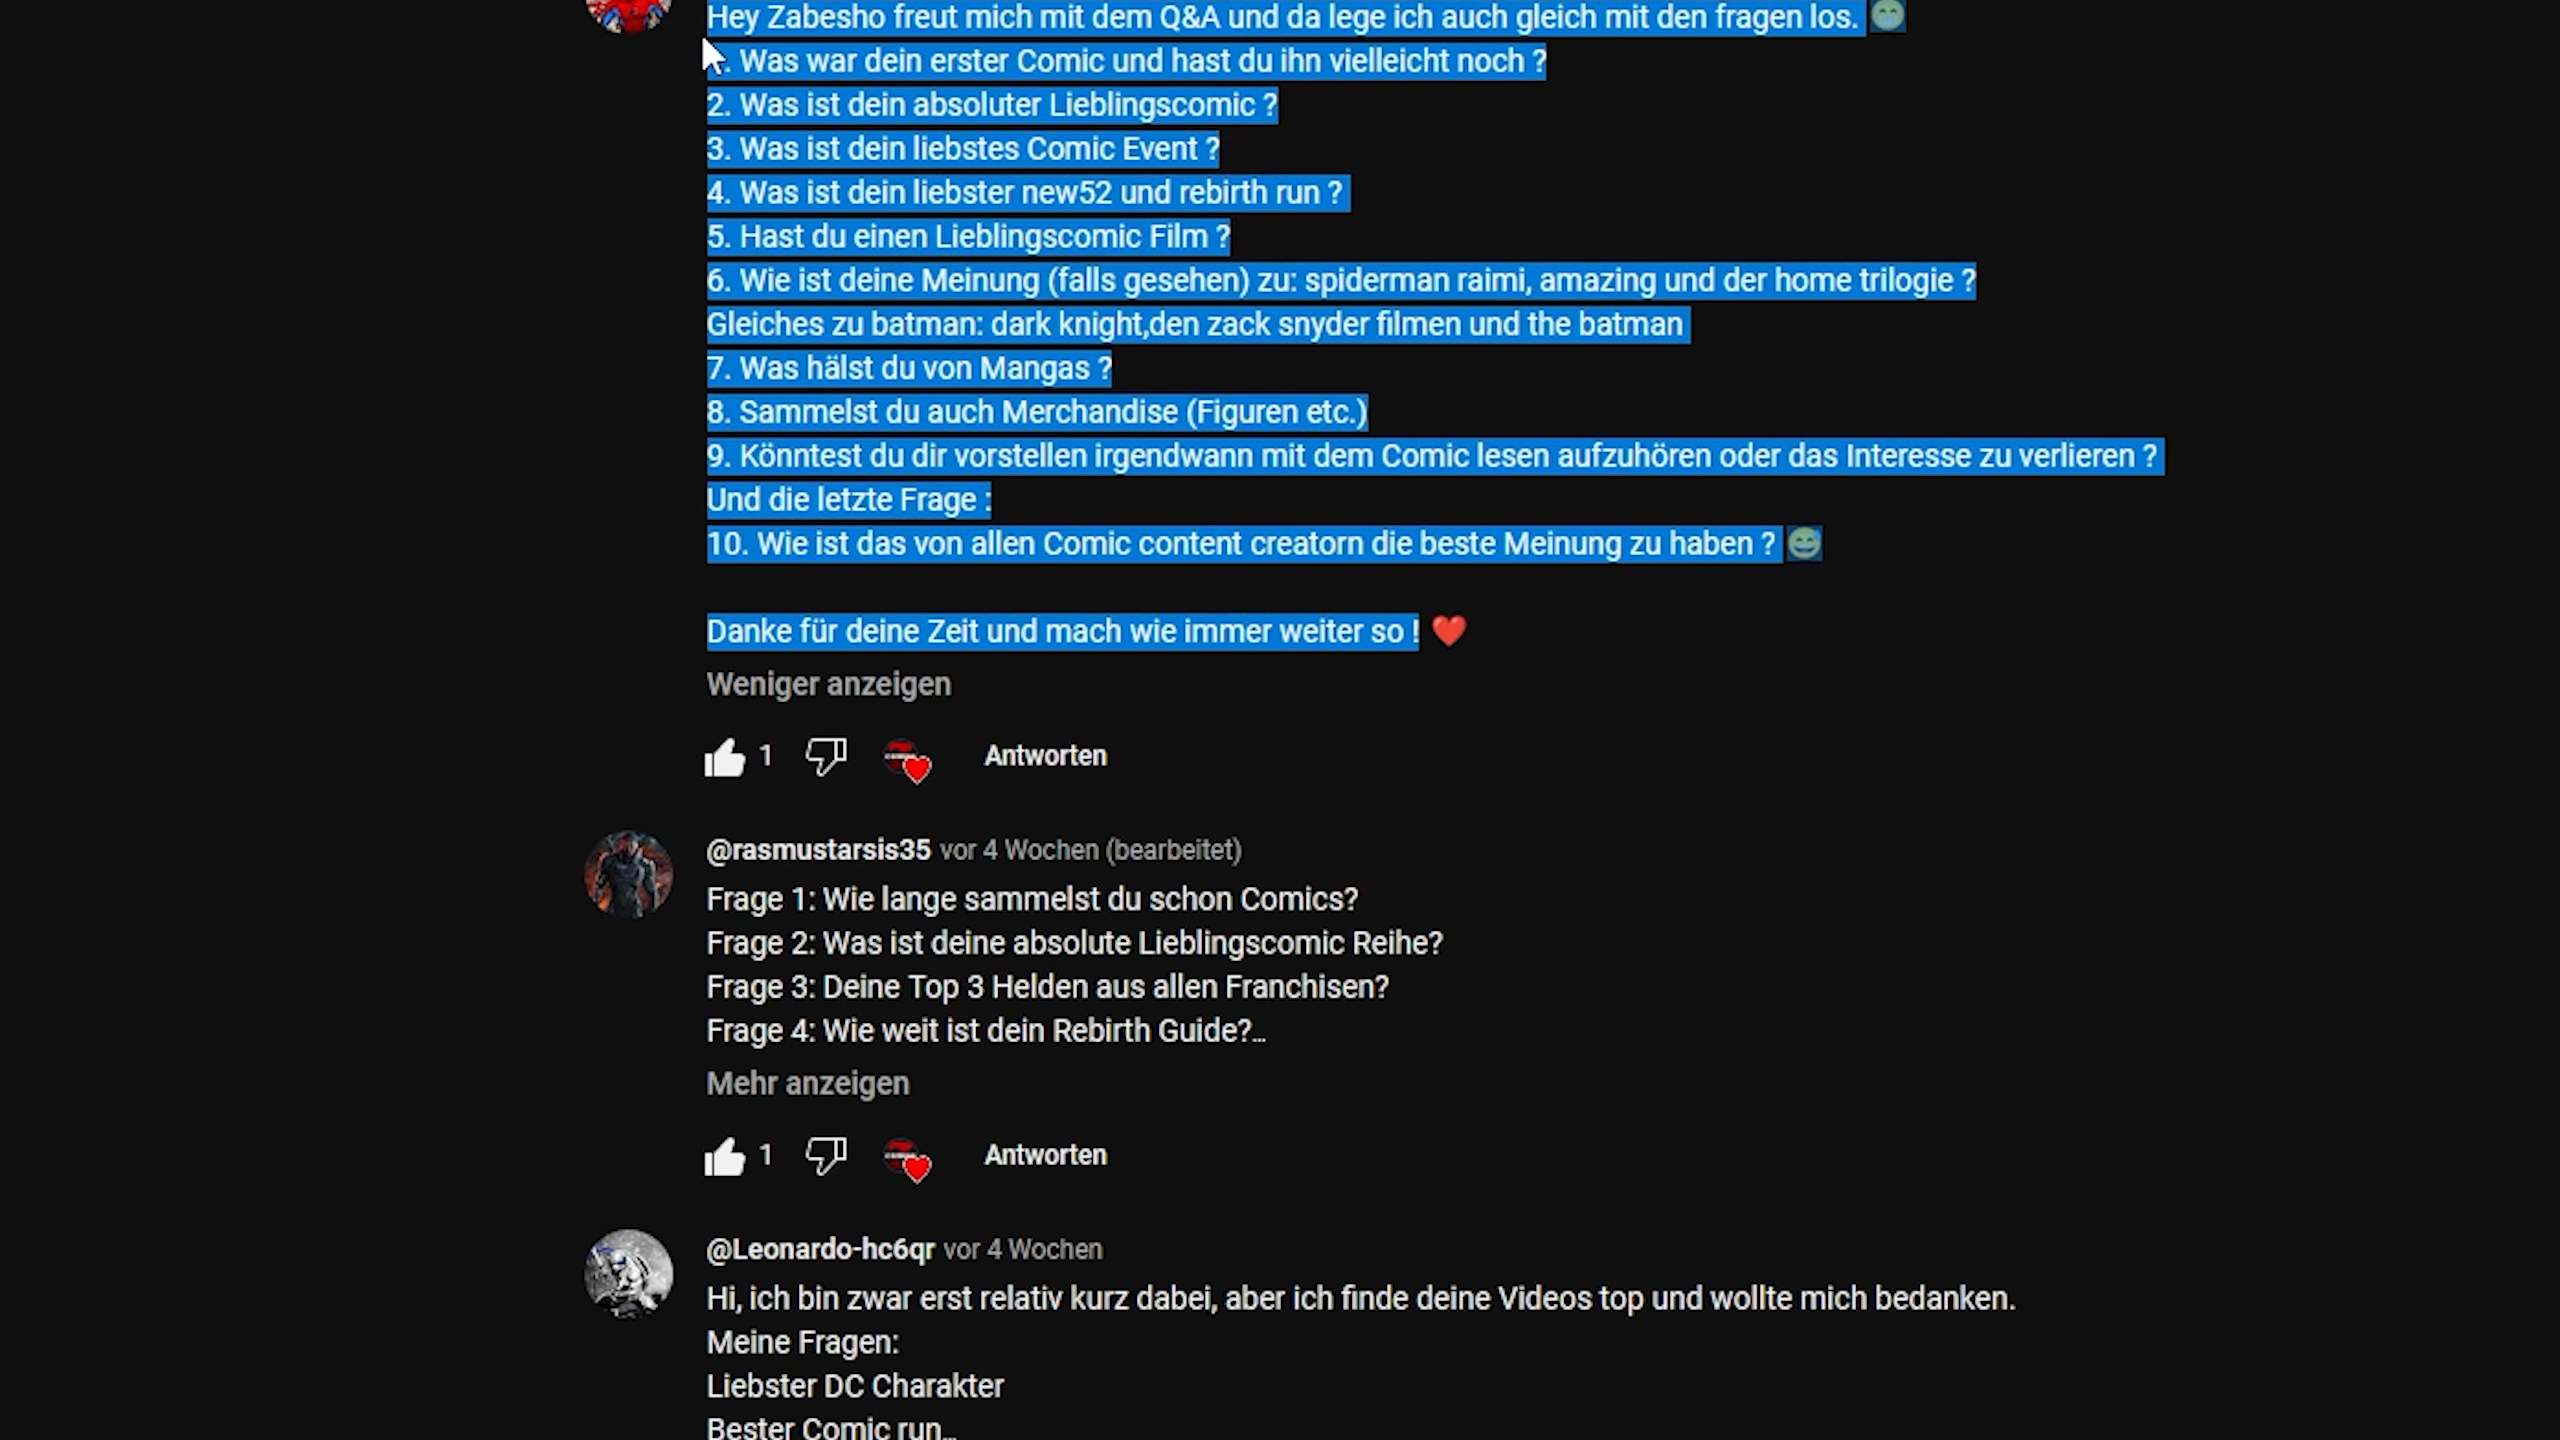 Hey Zabesho freut mich mit dem Q&A und da lege ich auch gleich mit den fragen los. 😁
. Was war dein erster Comic und hast du ihn vielleicht noch ?
2. Was ist dein absoluter Lieblingscomic ?
3. Was ist dein liebstes Comic Event ?
4. Was ist dein liebster new52 und rebirth run ?
5. Hast du einen Lieblingscomic Film ?
6. Wie ist deine Meinung (falls gesehen) zu: spiderman raimi, amazing und der home trilogie ?
Gleiches zu batman: dark knight,den zack snyder filmen und the batman
7. Was hälst du von Mangas ?
8. Sammelst du auch Merchandise (Figuren etc.)
9. Könntest du dir vorstellen irgendwann mit dem Comic lesen aufzuhören oder das Interesse zu verlieren ?
Und die letzte Frage :
10. Wie ist das von allen Comic content creatorn die beste Meinung zu haben ? 😅
Danke für deine Zeit und mach wie immer weiter so ! ❤️
Weniger anzeigen
1 Antworten
@rasmustarsis35 vor 4 Wochen (bearbeitet)
Frage 1: Wie lange sammelst du schon Comics?
Frage 2: Was ist deine absolute Lieblingscomic Reihe?
Frage 3: Deine Top 3 Helden aus allen Franchisen?
Frage 4: Wie weit ist dein Rebirth Guide?...
Mehr anzeigen
1 Antworten
@Leonardo-hc6qr vor 4 Wochen
Hi, ich bin zwar erst relativ kurz dabei, aber ich finde deine Videos top und wollte mich bedanken.
Meine Fragen:
Liebster DC Charakter
Bester Comic run...